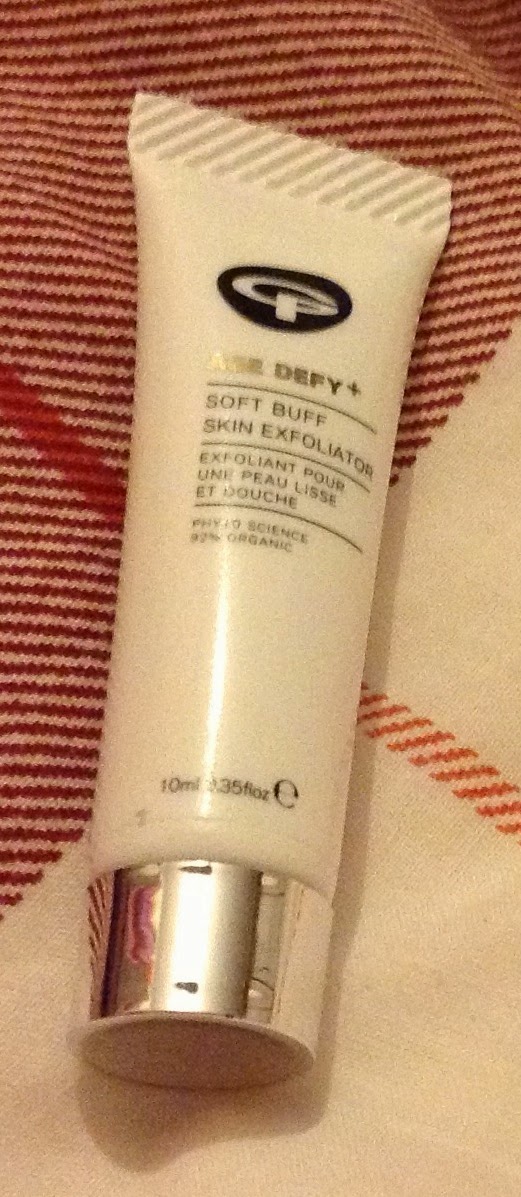 AGE DEFY+
SOFT BUFF
SKIN EXFOLIATOR
EXFOLIANT POUR
UNE PEAU LISSE
ET DOUCHE
PHYTO SCIENCE
92% ORGANIC
10ml 0.35floz ℮